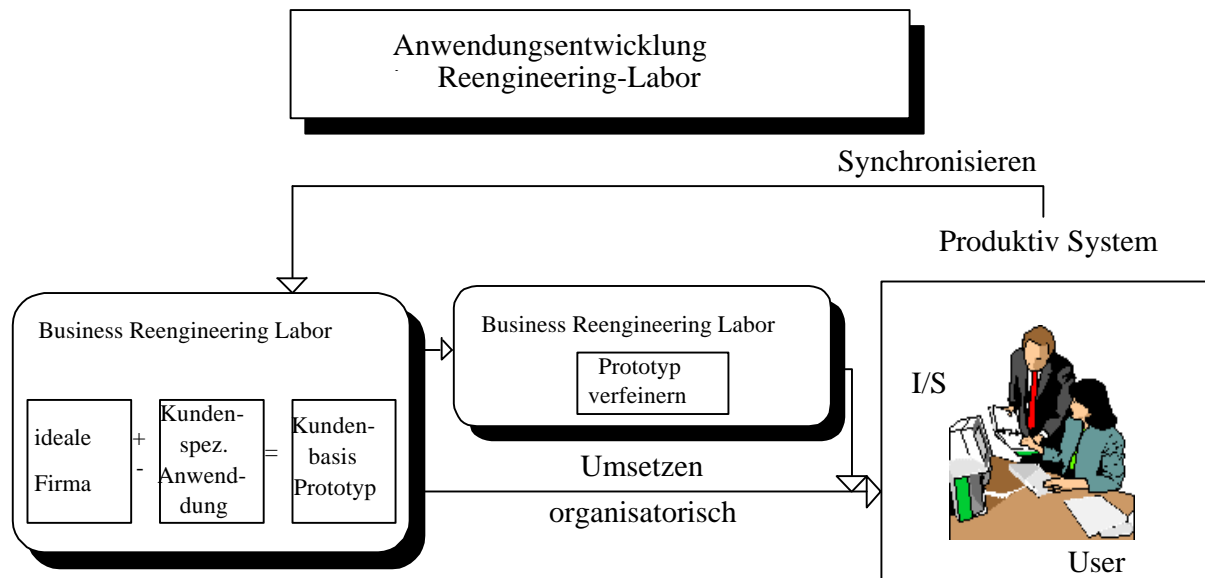 Anwendungsentwicklung
Reengineering-Labor
Synchronisieren
Produktiv System
Business Reengineering Labor
ideale
Firma
+
-
Kunden-
spez.
Anwend-
dung
=
Kunden-
basis
Prototyp
Business Reengineering Labor
Prototyp
verfeinern
Umsetzen
organisatorisch
I/S
User